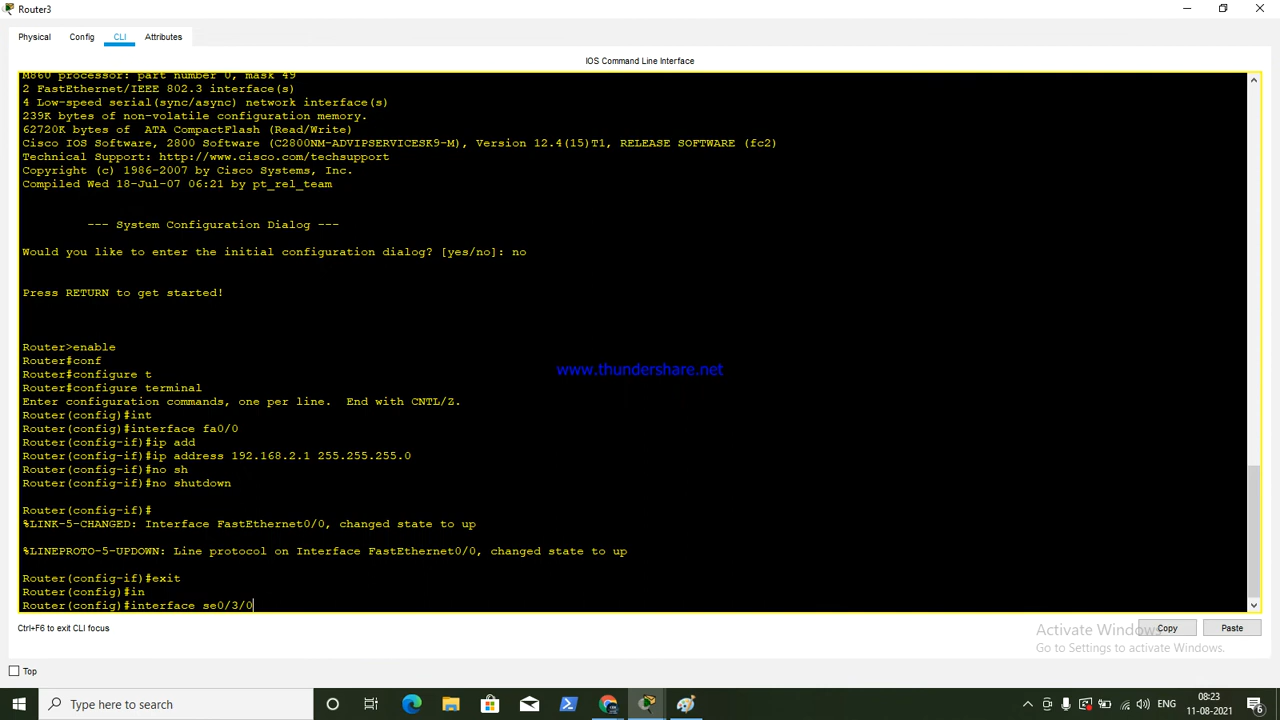 Router3
Physical Config CLI Attributes
IOS Command Line Interface
M860 processor: part number 0, mask 49
2 FastEthernet/IEEE 802.3 interface(s)
4 Low-speed serial(sync/async) network interface(s)
239K bytes of non-volatile configuration memory.
62720K bytes of  ATA CompactFlash (Read/Write)
Cisco IOS Software, 2800 Software (C2800NM-ADVIPSERVICESK9-M), Version 12.4(15)T1, RELEASE SOFTWARE (fc2)
Technical Support: http://www.cisco.com/techsupport
Copyright (c) 1986-2007 by Cisco Systems, Inc.
Compiled Wed 18-Jul-07 06:21 by pt_rel_team
--- System Configuration Dialog ---
Would you like to enter the initial configuration dialog? [yes/no]: no
Press RETURN to get started!
Router>enable
Router#conf
www.thundershare.net
Router#configure t
Router#configure terminal
Enter configuration commands, one per line.  End with CNTL/Z.
Router(config)#int
Router(config)#interface fa0/0
Router(config-if)#ip add
Router(config-if)#ip address 192.168.2.1 255.255.255.0
Router(config-if)#no sh
Router(config-if)#no shutdown
Router(config-if)#
%LINK-5-CHANGED: Interface FastEthernet0/0, changed state to up
%LINEPROTO-5-UPDOWN: Line protocol on Interface FastEthernet0/0, changed state to up
Router(config-if)#exit
Router(config)#in
Router(config)#interface se0/3/0
Ctrl+F6 to exit CLI focus
Copy Paste
Activate Windows
Go to Settings to activate Windows.
Top
Type here to search
ENG
08:23
11-08-2021
6